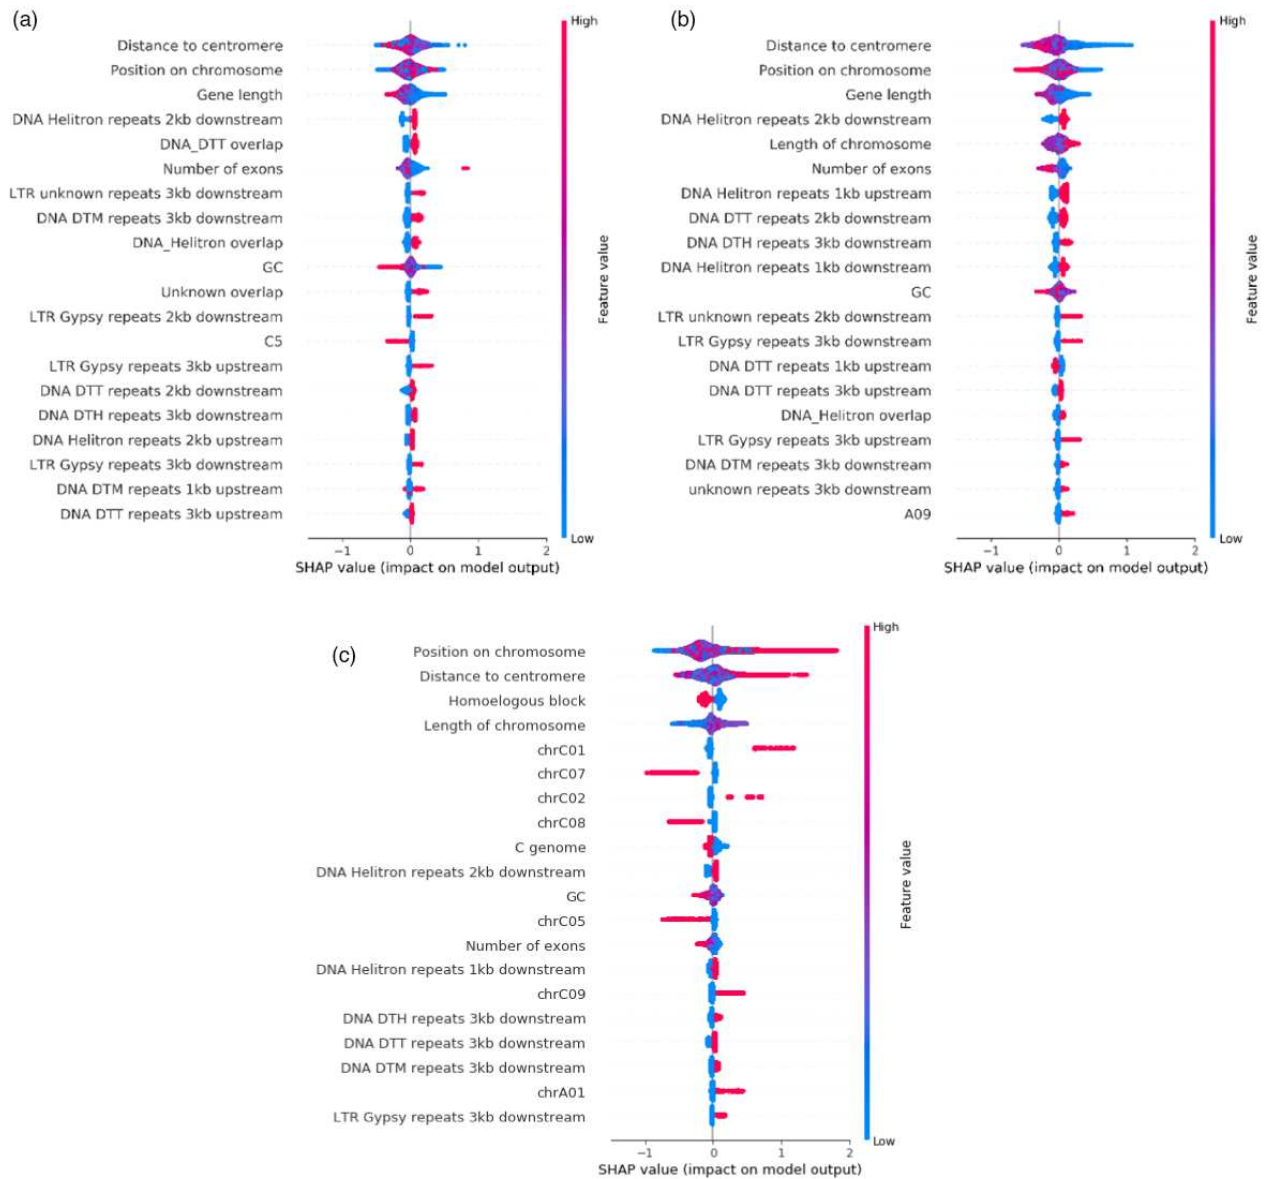 (a)
High
Distance to centromere
Position on chromosome
Gene length
DNA Helitron repeats 2kb downstream
DNA_DTT overlap
Number of exons
LTR unknown repeats 3kb downstream
DNA DTM repeats 3kb downstream
DNA_Helitron overlap
GC
Unknown overlap
LTR Gypsy repeats 2kb downstream
C5
LTR Gypsy repeats 3kb upstream
DNA DTT repeats 2kb downstream
DNA DTH repeats 3kb downstream
DNA Helitron repeats 2kb upstream
LTR Gypsy repeats 3kb downstream
DNA DTM repeats 1kb upstream
DNA DTT repeats 3kb upstream
Feature value
Low
−1 0 1 2
SHAP value (impact on model output)
(b)
High
Distance to centromere
Position on chromosome
Gene length
DNA Helitron repeats 2kb downstream
Length of chromosome
Number of exons
DNA Helitron repeats 1kb upstream
DNA DTT repeats 2kb downstream
DNA DTH repeats 3kb downstream
DNA Helitron repeats 1kb downstream
GC
LTR unknown repeats 2kb downstream
LTR Gypsy repeats 3kb downstream
DNA DTT repeats 1kb upstream
DNA DTT repeats 3kb upstream
DNA_Helitron overlap
LTR Gypsy repeats 3kb upstream
DNA DTM repeats 3kb downstream
unknown repeats 3kb downstream
A09
Feature value
Low
−1 0 1 2
SHAP value (impact on model output)
(c)
High
Position on chromosome
Distance to centromere
Homoelogous block
Length of chromosome
chrC01
chrC07
chrC02
chrC08
C genome
DNA Helitron repeats 2kb downstream
GC
chrC05
Number of exons
DNA Helitron repeats 1kb downstream
chrC09
DNA DTH repeats 3kb downstream
DNA DTT repeats 3kb downstream
DNA DTM repeats 3kb downstream
chrA01
LTR Gypsy repeats 3kb downstream
Feature value
Low
−1 0 1 2
SHAP value (impact on model output)